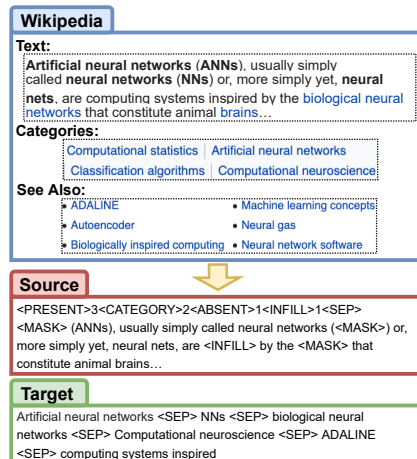 Wikipedia
Text:
Artificial neural networks (ANNs), usually simply
called neural networks (NNs) or, more simply yet, neural
nets, are computing systems inspired by the biological neural
networks that constitute animal brains…
Categories:
Computational statistics | Artificial neural networks
Classification algorithms | Computational neuroscience
See Also:
• ADALINE • Machine learning concepts
• Autoencoder • Neural gas
• Biologically inspired computing • Neural network software
Source
<PRESENT>3<CATEGORY>2<ABSENT>1<INFILL>1<SEP>
<MASK> (ANNs), usually simply called neural networks (<MASK>) or,
more simply yet, neural nets, are <INFILL> by the <MASK> that
constitute animal brains…
Target
Artificial neural networks <SEP> NNs <SEP> biological neural
networks <SEP> Computational neuroscience <SEP> ADALINE
<SEP> computing systems inspired